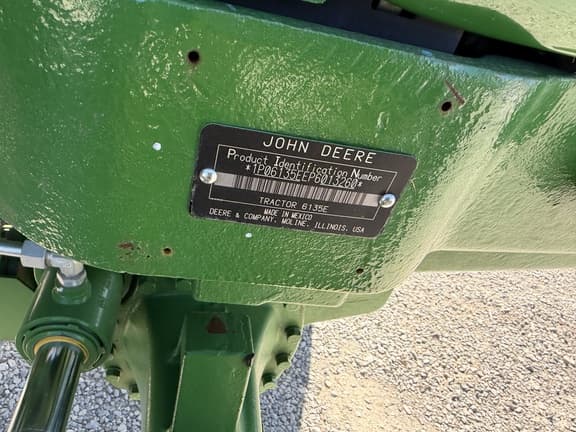 JOHN DEERE
Product Identification Number
*1P06135EEP6013260*
TRACTOR 6135E
MADE IN MEXICO
DEERE & COMPANY, MOLINE, ILLINOIS, USA